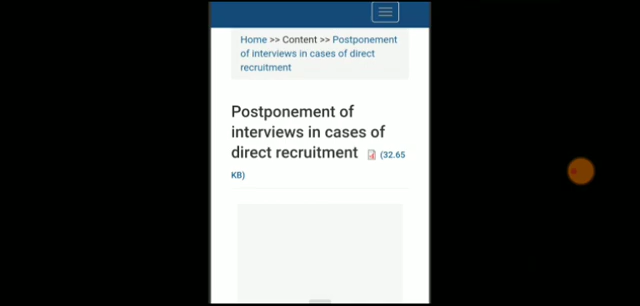 Home >> Content >> Postponement
of interviews in cases of direct
recruitment
Postponement of
interviews in cases of
direct recruitment (32.65
KB)